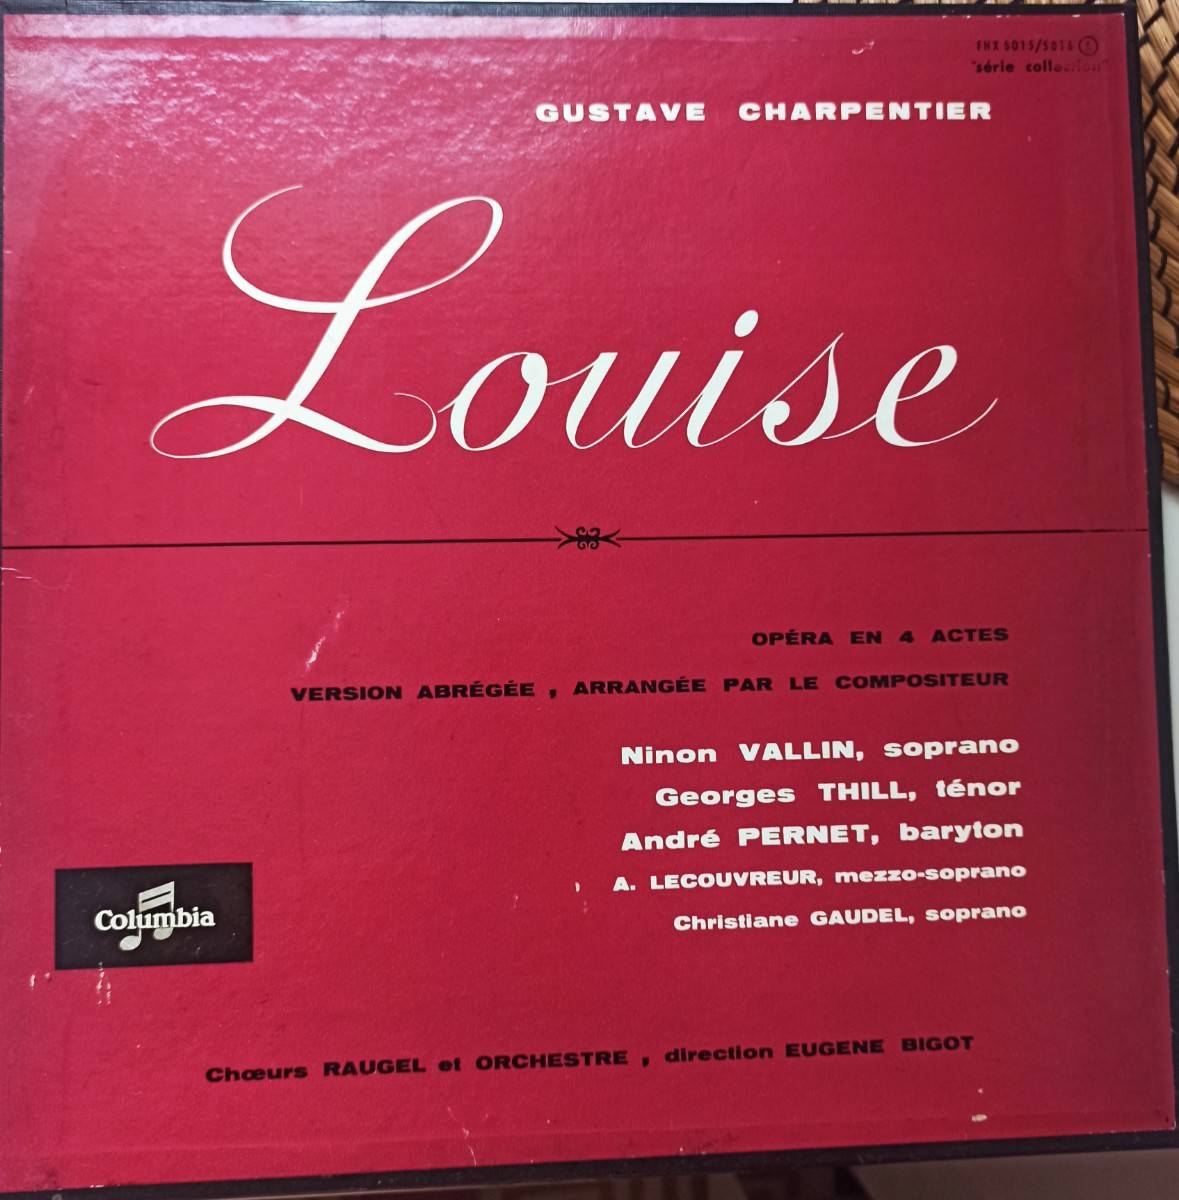 FHX 5015/5016
"série collection"
GUSTAVE CHARPENTIER
Louise
OPÉRA EN 4 ACTES
VERSION ABRÉGÉE , ARRANGÉE PAR LE COMPOSITEUR
Ninon VALLIN, soprano
Georges THILL, ténor
André PERNET, baryton
A. LECOUVREUR, mezzo-soprano
Christiane GAUDEL, soprano
Columbia
Chœurs RAUGEL et ORCHESTRE , direction EUGENE BIGOT